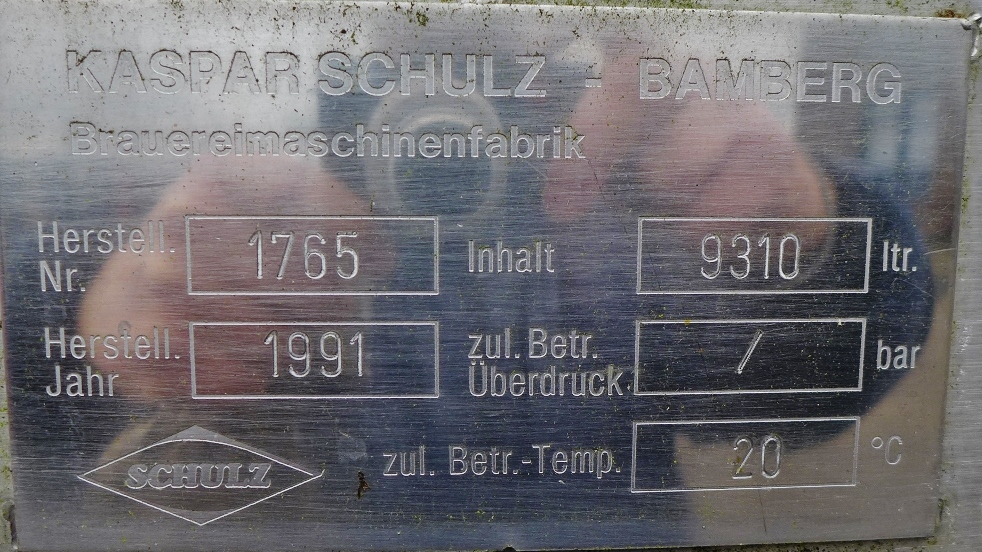 KASPAR SCHULZ - BAMBERG
Brauereimaschinenfabrik
Herstell. Nr. 1765 Inhalt 9310 ltr.
Herstell. Jahr 1991 zul. Betr. Überdruck / bar
SCHULZ zul. Betr.-Temp. 20 °C